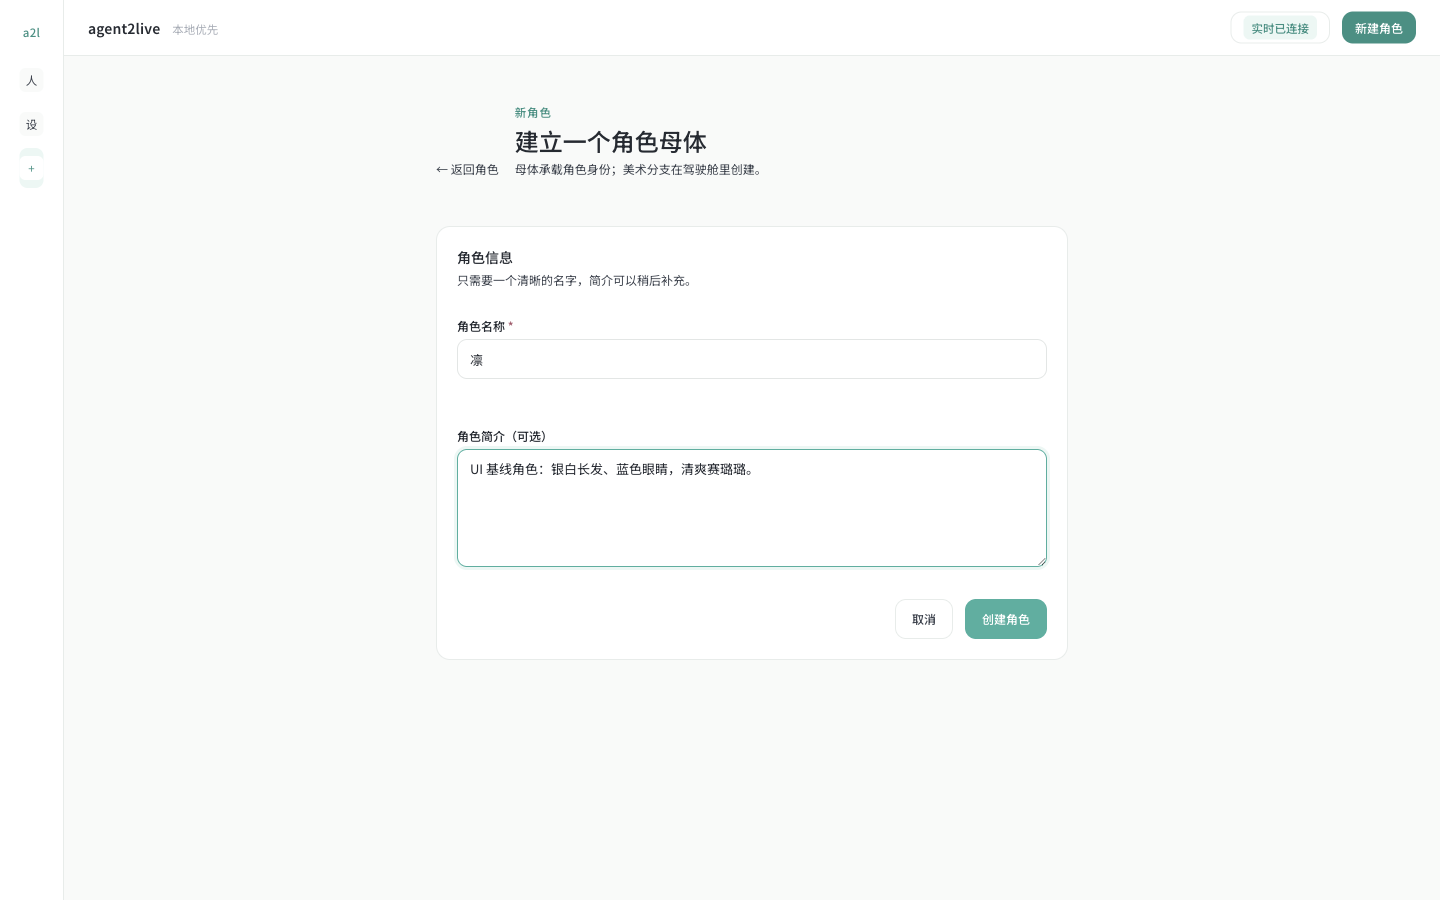 a2l
agent2live 本地优先
实时已连接
新建角色
人
设
+
新角色
建立一个角色母体
← 返回角色
母体承载角色身份；美术分支在驾驶舱里创建。
角色信息
只需要一个清晰的名字，简介可以稍后补充。
角色名称 *
凛
角色简介（可选）
UI 基线角色：银白长发、蓝色眼睛，清爽赛璐璐。
取消
创建角色